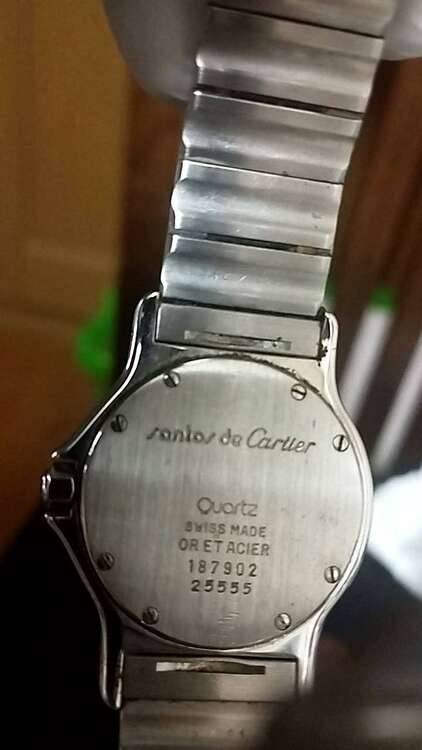 santos de Cartier
Quartz
SWISS MADE
OR ET ACIER
187902
25555